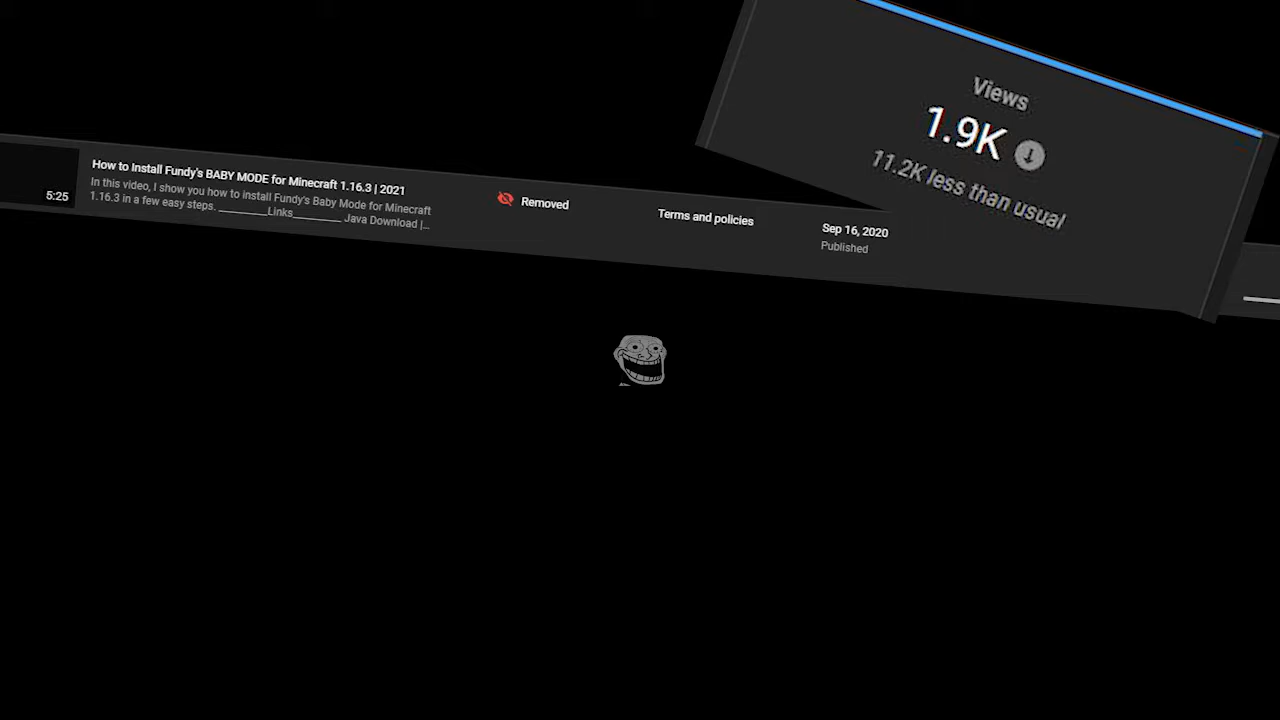 Views
1.9K
11.2K less than usual
How to Install Fundy's BABY MODE for Minecraft 1.16.3 | 2021
In this video, I show you how to install Fundy's Baby Mode for Minecraft
1.16.3 in a few easy steps. _________Links_________ Java Download |...
5:25
Removed
Terms and policies
Sep 16, 2020
Published